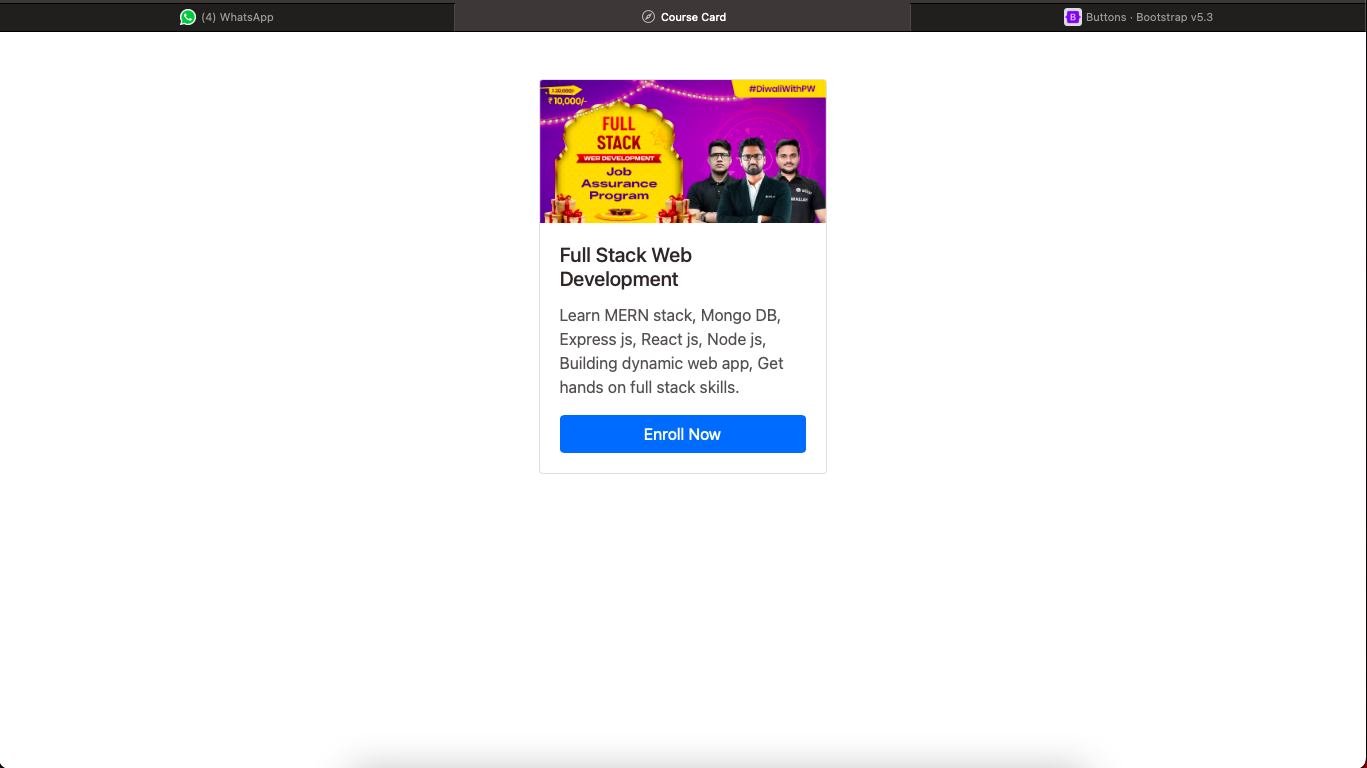 (4) WhatsApp
Course Card
B Buttons · Bootstrap v5.3
#DiwaliWithPW
₹ 10,000/-
FULL
STACK
WEB DEVELOPMENT
Job
Assurance
Program
Full Stack Web
Development
Learn MERN stack, Mongo DB,
Express js, React js, Node js,
Building dynamic web app, Get
hands on full stack skills.
Enroll Now